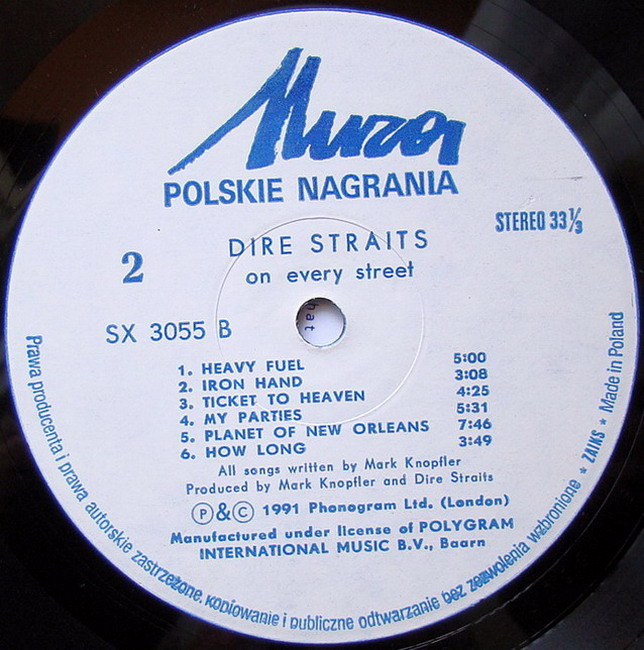 Muza
POLSKIE NAGRANIA
STEREO 33 1/3
DIRE STRAITS
on every street
2
SX 3055 B
1. HEAVY FUEL 5:00
2. IRON HAND 3:08
3. TICKET TO HEAVEN 4:25
4. MY PARTIES 5:31
5. PLANET OF NEW ORLEANS 7:46
6. HOW LONG 3:49
All songs written by Mark Knopfler
Produced by Mark Knopfler and Dire Straits
Ⓟ&© 1991 Phonogram Ltd. (London)
Manufactured under license of POLYGRAM
INTERNATIONAL MUSIC B.V., Baarn
Prawa producenta i prawa autorskie zastrzeżone, kopiowanie i publiczne odtwarzanie bez zezwolenia wzbronione * ZAIKS * Made in Poland
hat